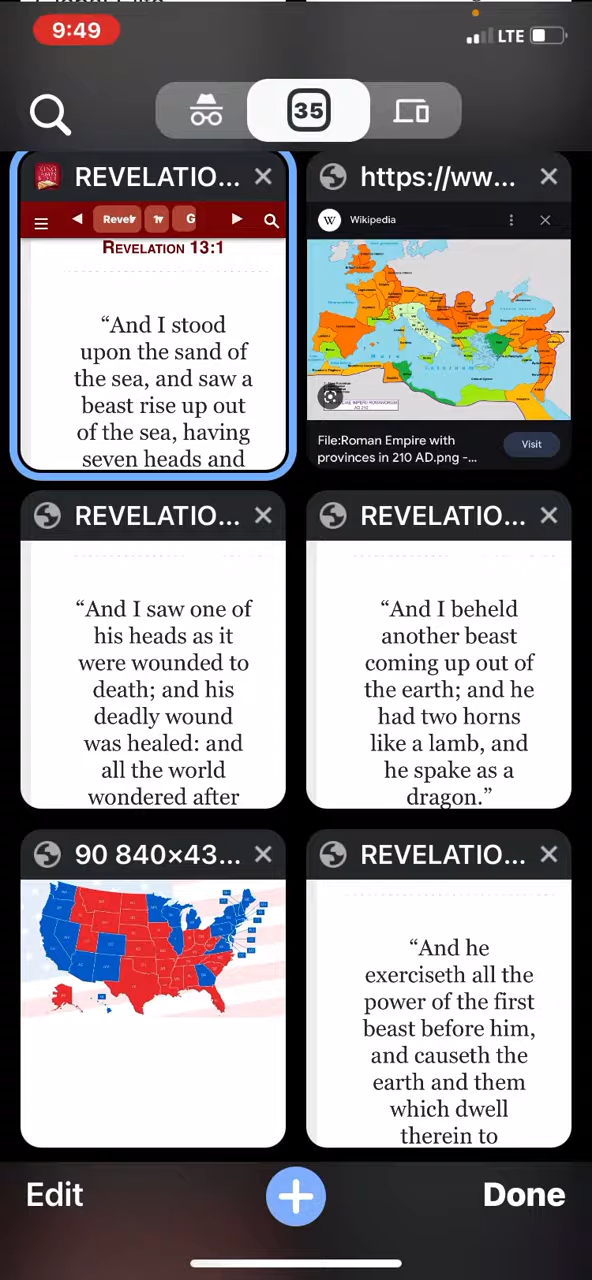 9:49
LTE
35
REVELATIO...
Revel
G
REVELATION 13:1
“And I stood
upon the sand of
the sea, and saw a
beast rise up out
of the sea, having
seven heads and
https://ww...
W Wikipedia
File:Roman Empire with
provinces in 210 AD.png -...
Visit
REVELATIO...
“And I saw one of
his heads as it
were wounded to
death; and his
deadly wound
was healed: and
all the world
wondered after
REVELATIO...
“And I beheld
another beast
coming up out of
the earth; and he
had two horns
like a lamb, and
he spake as a
dragon.”
90 840×43...
REVELATIO...
“And he
exerciseth all the
power of the first
beast before him,
and causeth the
earth and them
which dwell
therein to
Edit
Done